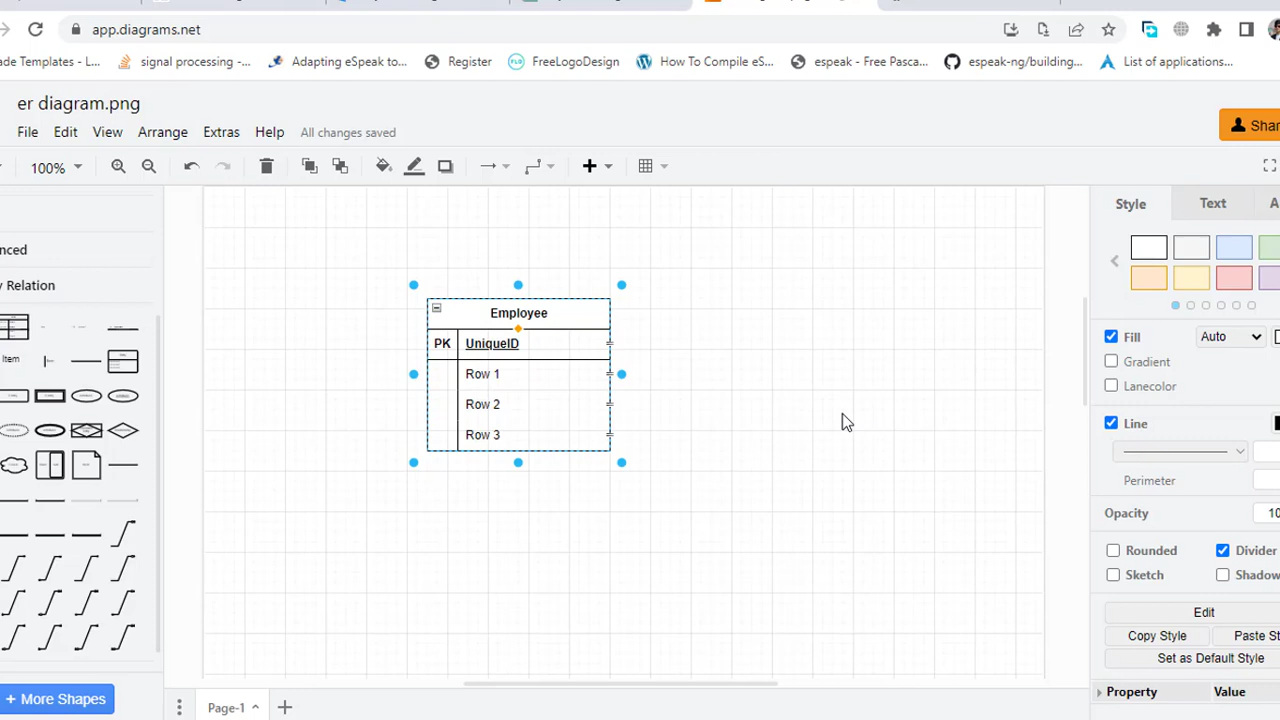 app.diagrams.net
ade Templates - L...
signal processing -...
Adapting eSpeak to...
Register
FLD
FreeLogoDesign
How To Compile eS...
espeak - Free Pasca...
espeak-ng/building...
List of applications...
er diagram.png
File Edit View Arrange Extras Help All changes saved
Shar
100%
Style
Text
A
nced
y Relation
Item
Employee
PK UniqueID
Row 1
Row 2
Row 3
Fill
Auto
Gradient
Lanecolor
Line
Perimeter
Opacity
10
Rounded
Divider
Sketch
Shadow
Edit
Copy Style
Paste St
Set as Default Style
Property
Value
+ More Shapes
Page-1